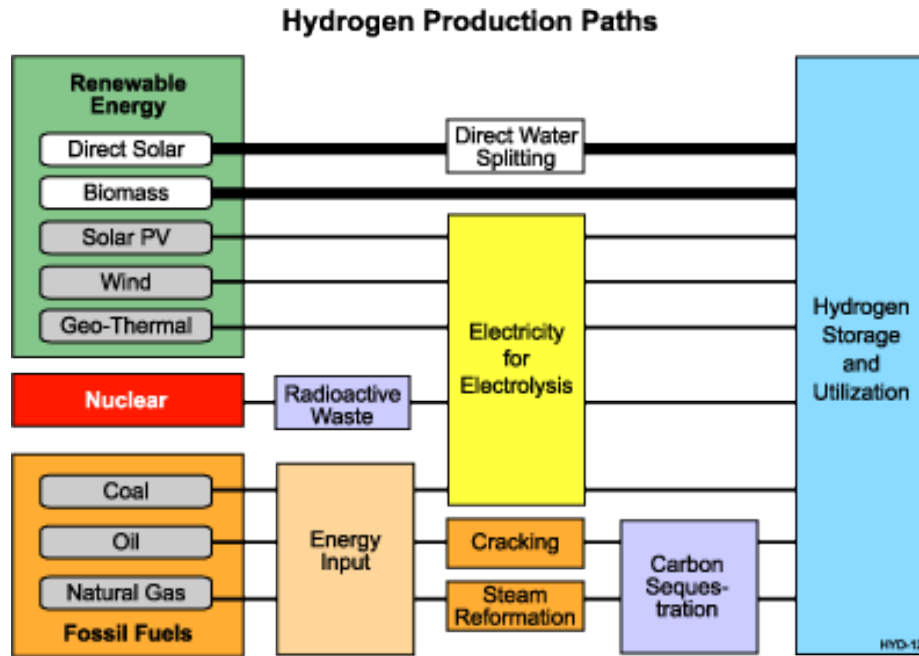 Hydrogen Production Paths
Renewable
Energy
Direct Solar
Biomass
Solar PV
Wind
Geo-Thermal
Nuclear
Coal
Oil
Natural Gas
Fossil Fuels
Radioactive
Waste
Energy
Input
Direct Water
Splitting
Electricity
for
Electrolysis
Cracking
Steam
Reformation
Carbon
Seques-
tration
Hydrogen
Storage
and
Utilization